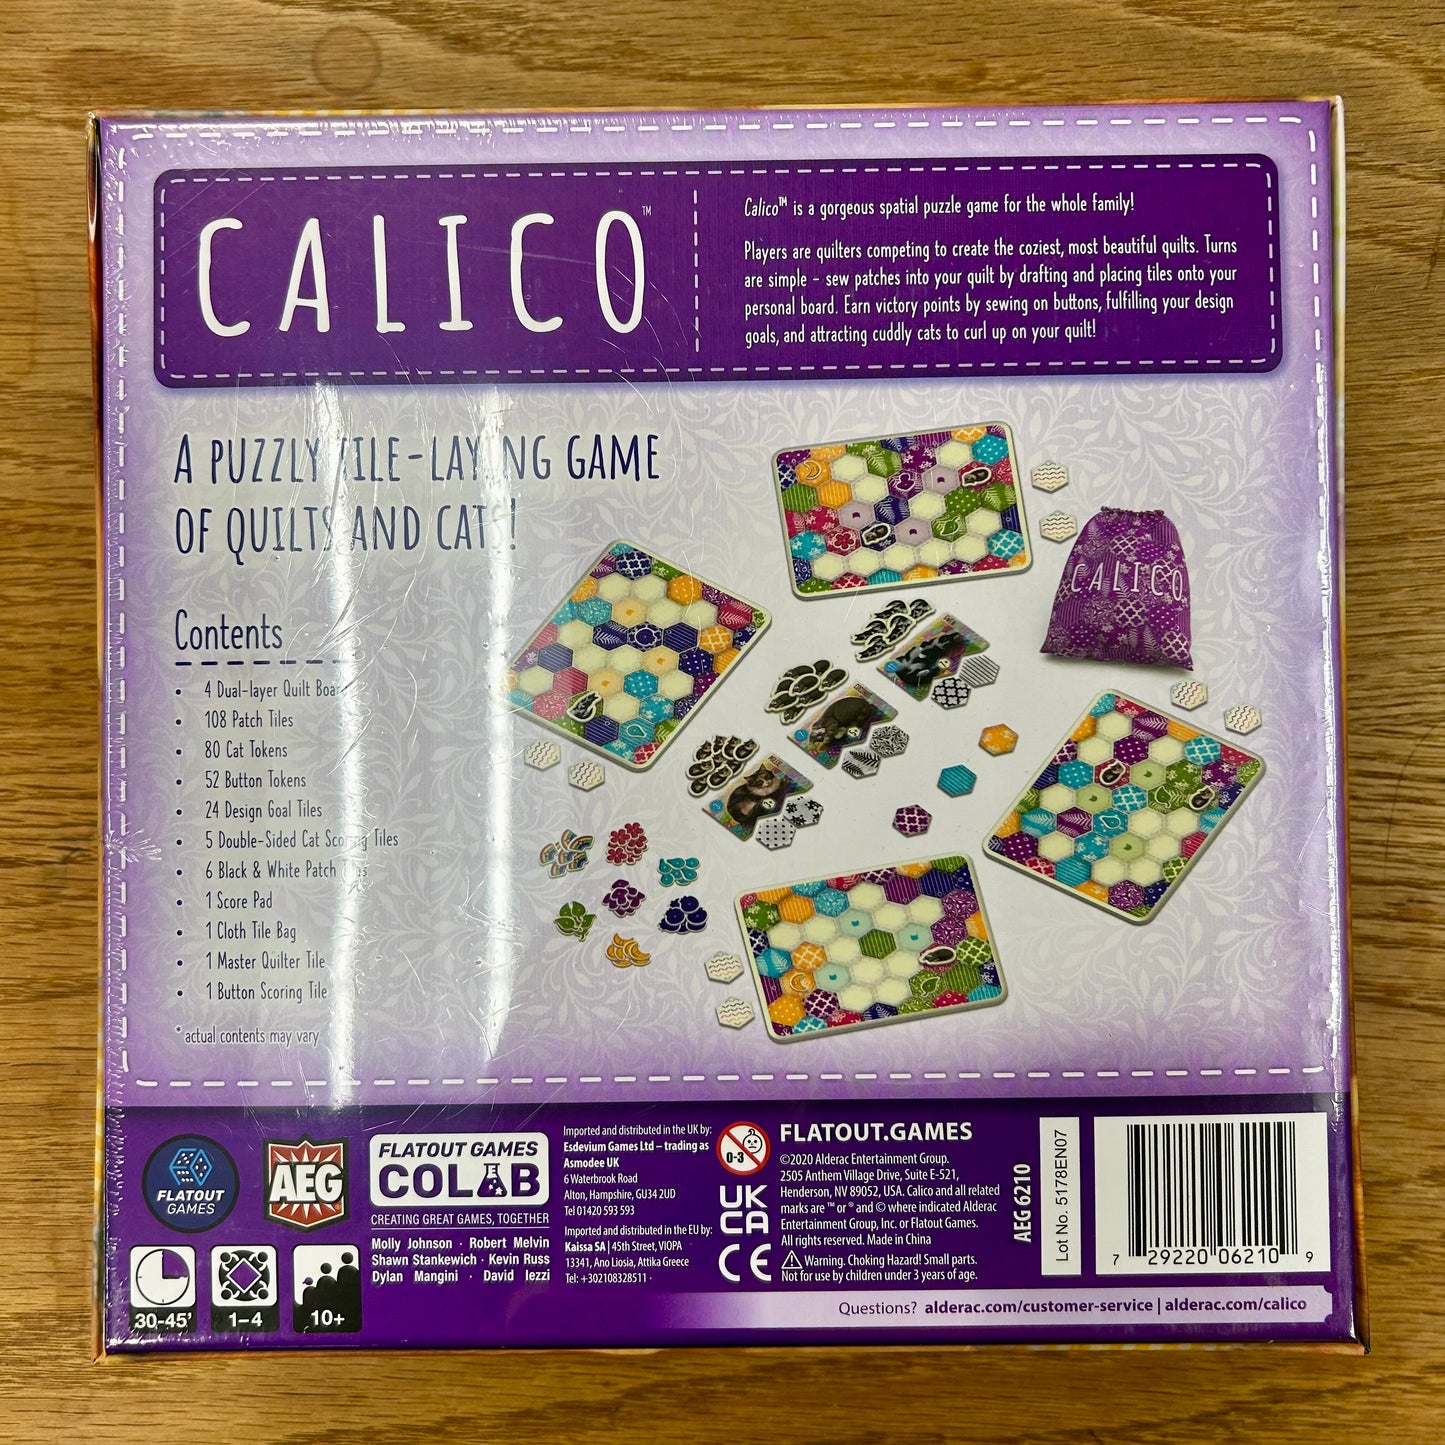 CALICO™
Calico™ is a gorgeous spatial puzzle game for the whole family!
Players are quilters competing to create the coziest, most beautiful quilts. Turns
are simple – sew patches into your quilt by drafting and placing tiles onto your
personal board. Earn victory points by sewing on buttons, fulfilling your design
goals, and attracting cuddly cats to curl up on your quilt!
A PUZZLY TILE-LAYING GAME
OF QUILTS AND CATS!
Contents
• 4 Dual-layer Quilt Boards
• 108 Patch Tiles
• 80 Cat Tokens
• 52 Button Tokens
• 24 Design Goal Tiles
• 5 Double-Sided Cat Scoring Tiles
• 6 Black & White Patch Tiles
• 1 Score Pad
• 1 Cloth Tile Bag
• 1 Master Quilter Tile
• 1 Button Scoring Tile
*actual contents may vary
CALICO
FLATOUT
GAMES
AEG
FLATOUT GAMES
COLAB
CREATING GREAT GAMES, TOGETHER
Molly Johnson · Robert Melvin
Shawn Stankewich · Kevin Russ
Dylan Mangini · David Iezzi
30-45'
1-4
10+
Imported and distributed in the UK by:
Esdevium Games Ltd – trading as
Asmodee UK
6 Waterbrook Road
Alton, Hampshire, GU34 2UD
Tel 01420 593 593
Imported and distributed in the EU by:
Kaissa SA | 45th Street, VIOPA
13341, Ano Liosia, Attika Greece
Tel: +302108328511
0-3
UK
CA
CE
FLATOUT.GAMES
©2020 Alderac Entertainment Group.
2505 Anthem Village Drive, Suite E-521,
Henderson, NV 89052, USA. Calico and all related
marks are ™ or ® and © where indicated Alderac
Entertainment Group, Inc. or Flatout Games.
All rights reserved. Made in China
Warning. Choking Hazard! Small parts.
Not for use by children under 3 years of age.
AEG 6210
Lot No. 5178EN07
7 29220 06210 9
Questions? alderac.com/customer-service | alderac.com/calico